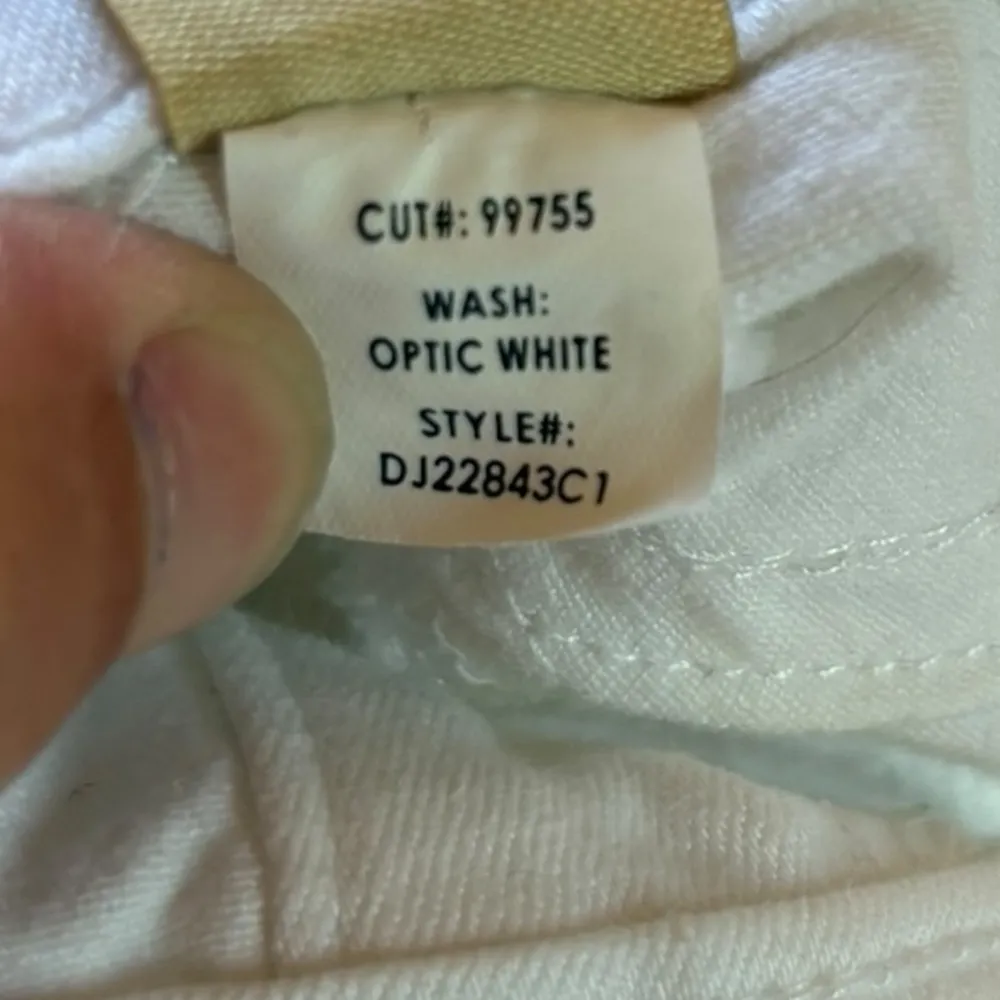 CUT#: 99755
WASH:
OPTIC WHITE
STYLE#:
DJ22843C1